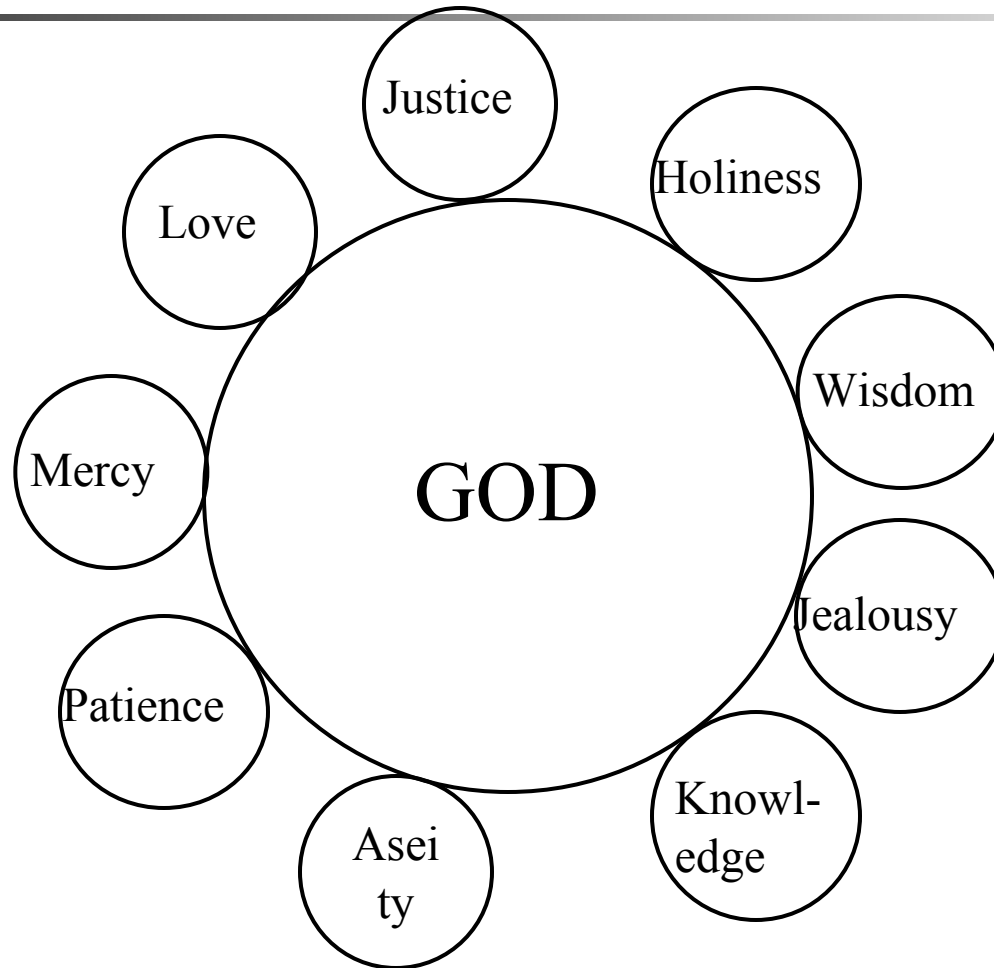 Justice
Holiness
Love
Wisdom
Mercy
GOD
Jealousy
Patience
Knowl-
edge
Asei
ty